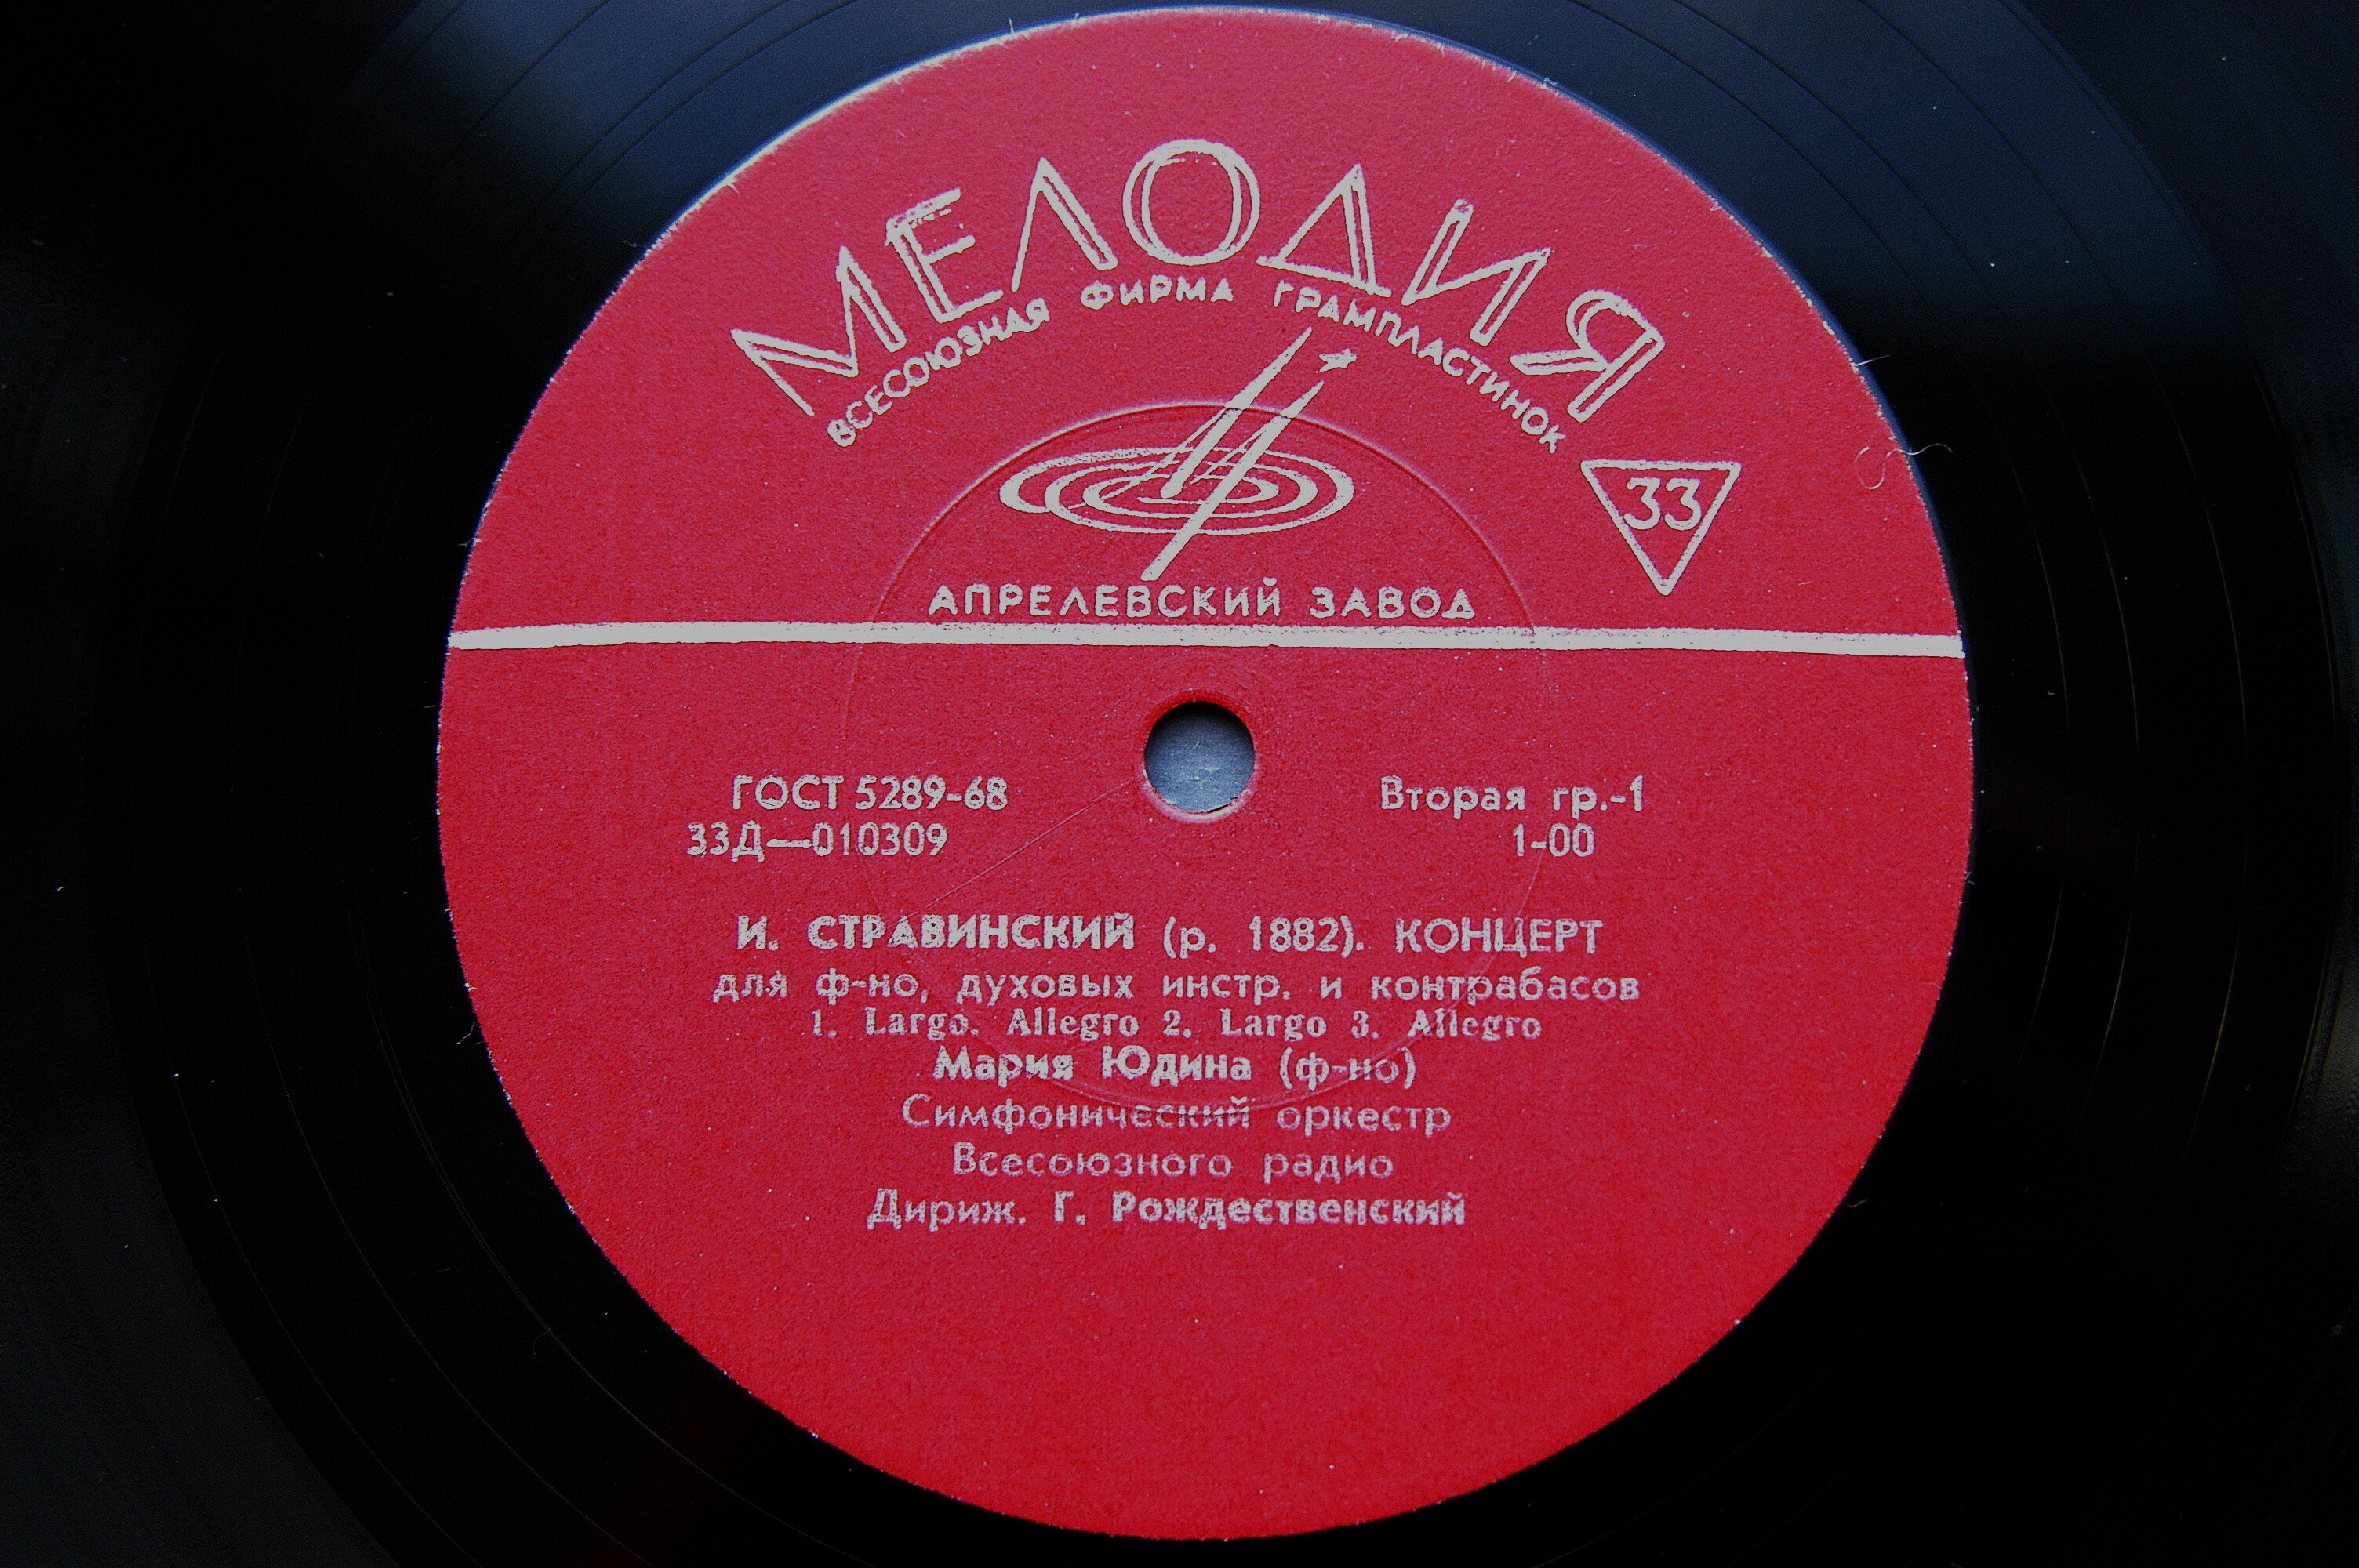 МЕЛОДИЯ
ВСЕСОЮЗНАЯ ФИРМА ГРАМПЛАСТИНОК
33
АПРЕЛЕВСКИЙ ЗАВОД
ГОСТ 5289-68 Вторая гр.-1
33Д—010309 1-00
И. СТРАВИНСКИЙ (р. 1882). КОНЦЕРТ
для ф-но, духовых инстр. и контрабасов
1. Largo. Allegro 2. Largo 3. Allegro
Мария Юдина (ф-но)
Симфонический оркестр
Всесоюзного радио
Дириж. Г. Рождественский